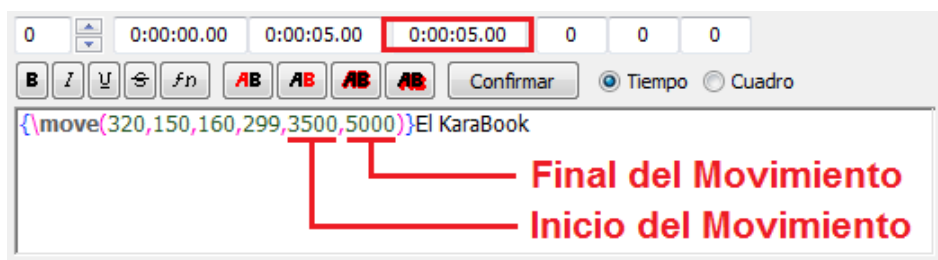 0 0:00:00.00 0:00:05.00 0:00:05.00 0 0 0
B I U S fn AB AB AB AB Confirmar Tiempo Cuadro
{\move(320,150,160,299,3500,5000)}El KaraBook
Final del Movimiento
Inicio del Movimiento